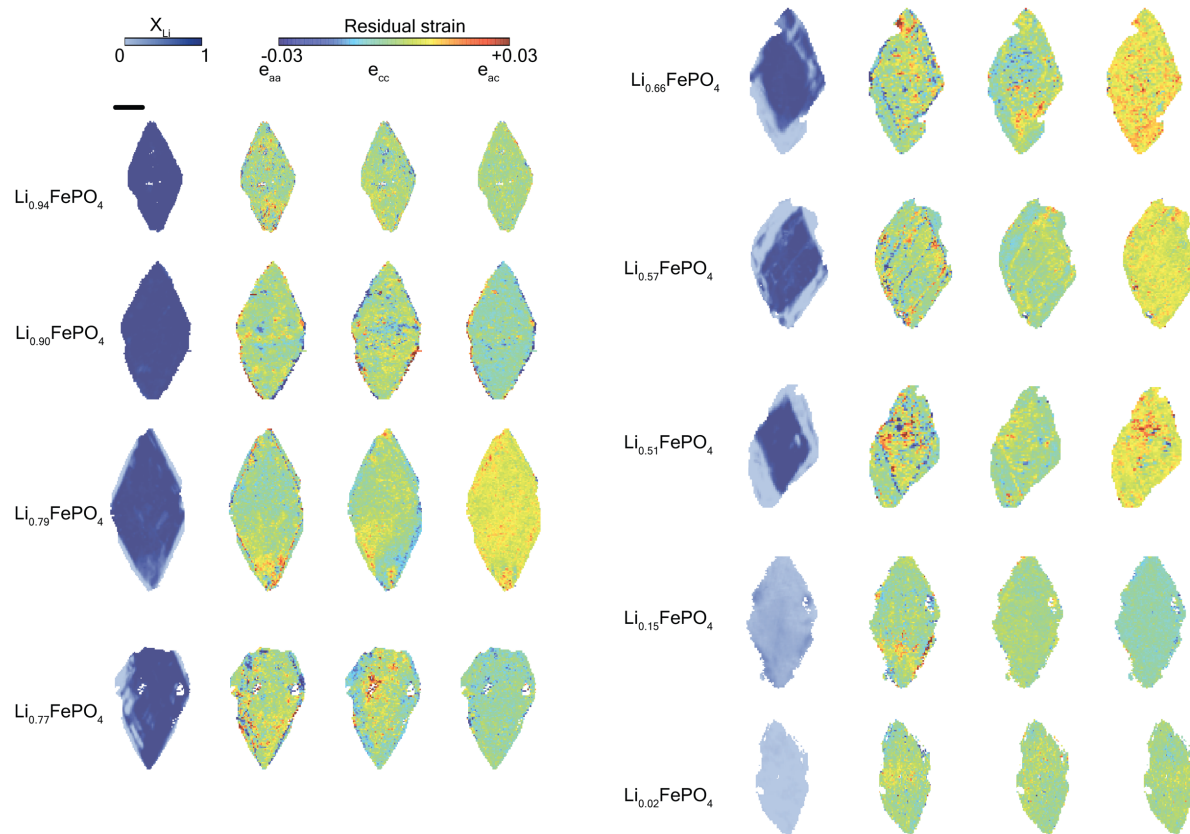 X_Li
0 1
Residual strain
-0.03 +0.03
e_aa e_cc e_ac
Li_0.94FePO_4
Li_0.90FePO_4
Li_0.79FePO_4
Li_0.77FePO_4
Li_0.66FePO_4
Li_0.57FePO_4
Li_0.51FePO_4
Li_0.15FePO_4
Li_0.02FePO_4